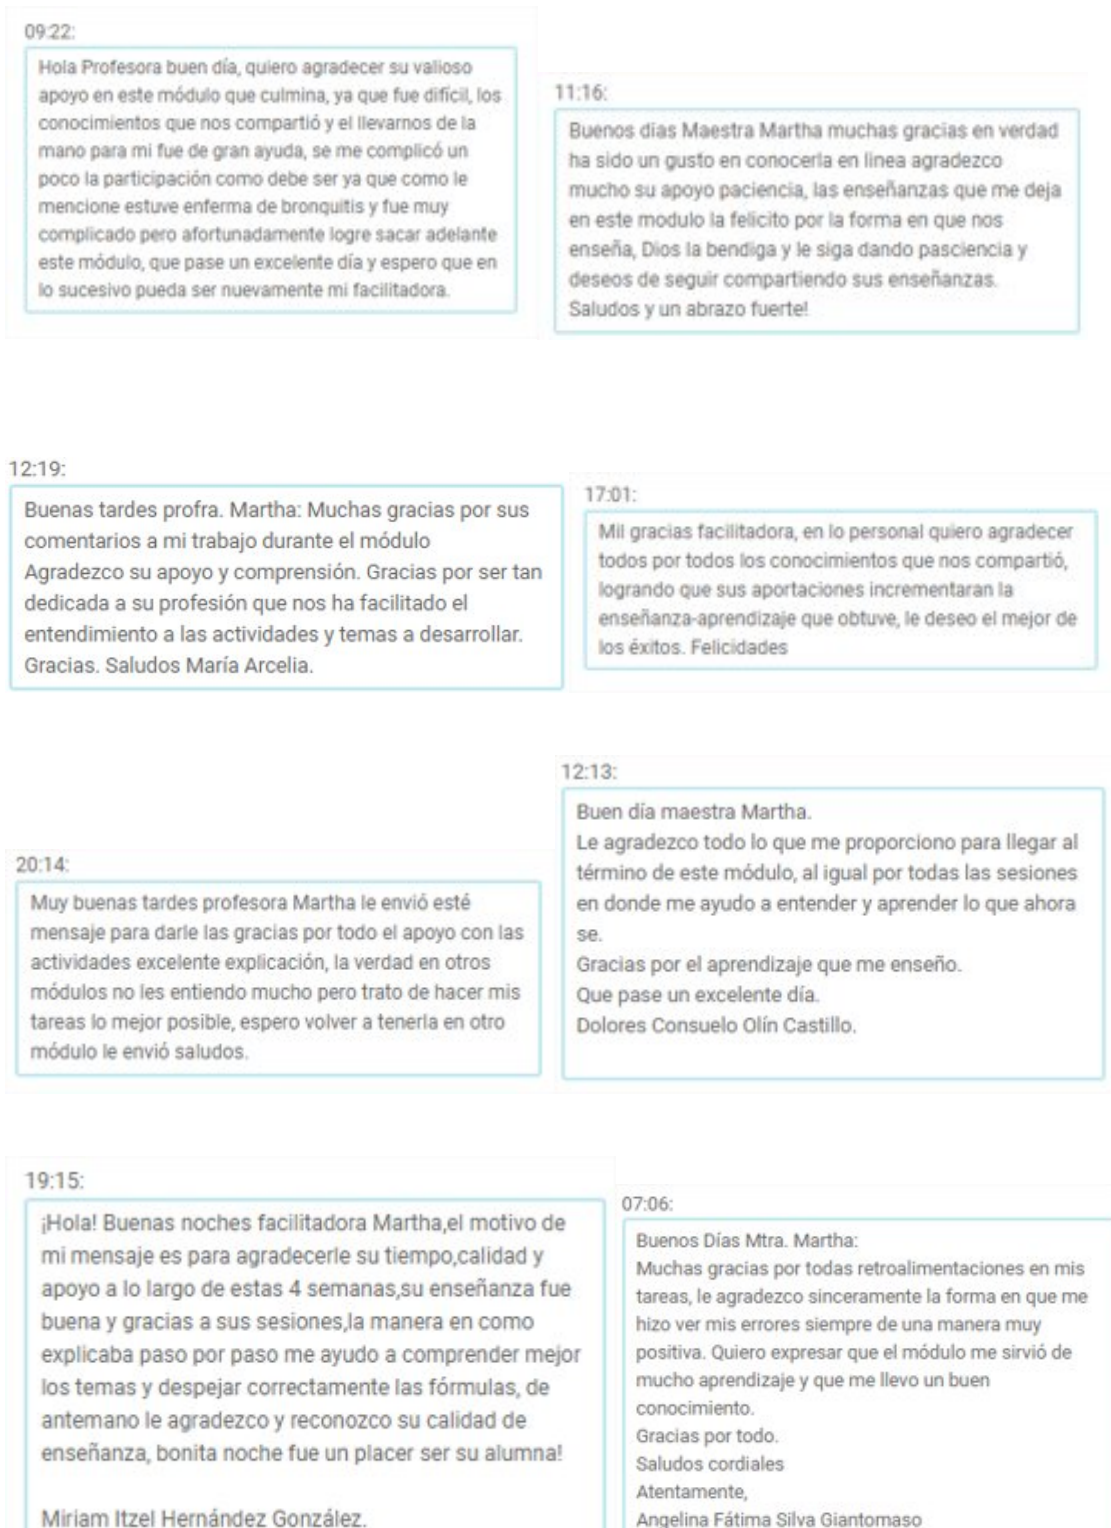 09:22:
Hola Profesora buen día, quiero agradecer su valioso
apoyo en este módulo que culmina, ya que fue difícil, los
conocimientos que nos compartió y el llevarnos de la
mano para mi fue de gran ayuda, se me complicó un
poco la participación como debe ser ya que como le
mencione estuve enferma de bronquitis y fue muy
complicado pero afortunadamente logre sacar adelante
este módulo, que pase un excelente día y espero que en
lo sucesivo pueda ser nuevamente mi facilitadora.
11:16:
Buenos dias Maestra Martha muchas gracias en verdad
ha sido un gusto en conocerla en linea agradezco
mucho su apoyo paciencia, las enseñanzas que me deja
en este modulo la felicito por la forma en que nos
enseña, Dios la bendiga y le siga dando pasciencia y
deseos de seguir compartiendo sus enseñanzas.
Saludos y un abrazo fuerte!
12:19:
Buenas tardes profra. Martha: Muchas gracias por sus
comentarios a mi trabajo durante el módulo
Agradezco su apoyo y comprensión. Gracias por ser tan
dedicada a su profesión que nos ha facilitado el
entendimiento a las actividades y temas a desarrollar.
Gracias. Saludos María Arcelia.
17:01:
Mil gracias facilitadora, en lo personal quiero agradecer
todos por todos los conocimientos que nos compartió,
logrando que sus aportaciones incrementaran la
enseñanza-aprendizaje que obtuve, le deseo el mejor de
los éxitos. Felicidades
20:14:
Muy buenas tardes profesora Martha le envió esté
mensaje para darle las gracias por todo el apoyo con las
actividades excelente explicación, la verdad en otros
módulos no les entiendo mucho pero trato de hacer mis
tareas lo mejor posible, espero volver a tenerla en otro
módulo le envió saludos.
12:13:
Buen día maestra Martha.
Le agradezco todo lo que me proporciono para llegar al
término de este módulo, al igual por todas las sesiones
en donde me ayudo a entender y aprender lo que ahora
se.
Gracias por el aprendizaje que me enseño.
Que pase un excelente día.
Dolores Consuelo Olín Castillo.
19:15:
¡Hola! Buenas noches facilitadora Martha,el motivo de
mi mensaje es para agradecerle su tiempo,calidad y
apoyo a lo largo de estas 4 semanas,su enseñanza fue
buena y gracias a sus sesiones,la manera en como
explicaba paso por paso me ayudo a comprender mejor
los temas y despejar correctamente las fórmulas, de
antemano le agradezco y reconozco su calidad de
enseñanza, bonita noche fue un placer ser su alumna!
Miriam Itzel Hernández González.
07:06:
Buenos Días Mtra. Martha:
Muchas gracias por todas retroalimentaciones en mis
tareas, le agradezco sinceramente la forma en que me
hizo ver mis errores siempre de una manera muy
positiva. Quiero expresar que el módulo me sirvió de
mucho aprendizaje y que me llevo un buen
conocimiento.
Gracias por todo.
Saludos cordiales
Atentamente,
Angelina Fátima Silva Giantomaso